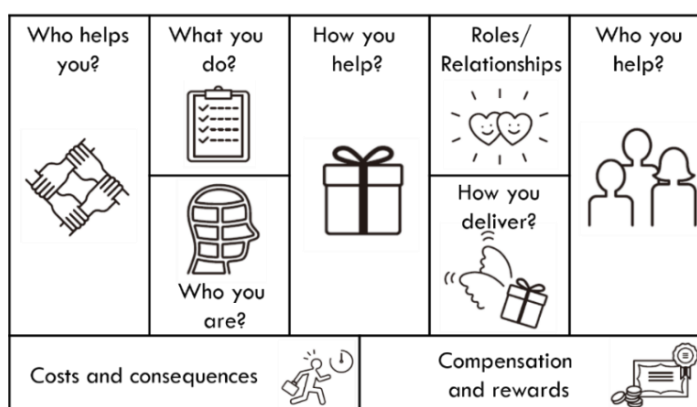 Who helps
you?
What you
do?
Who you
are?
How you
help?
Roles/
Relationships
How you
deliver?
Who you
help?
Costs and consequences
Compensation
and rewards